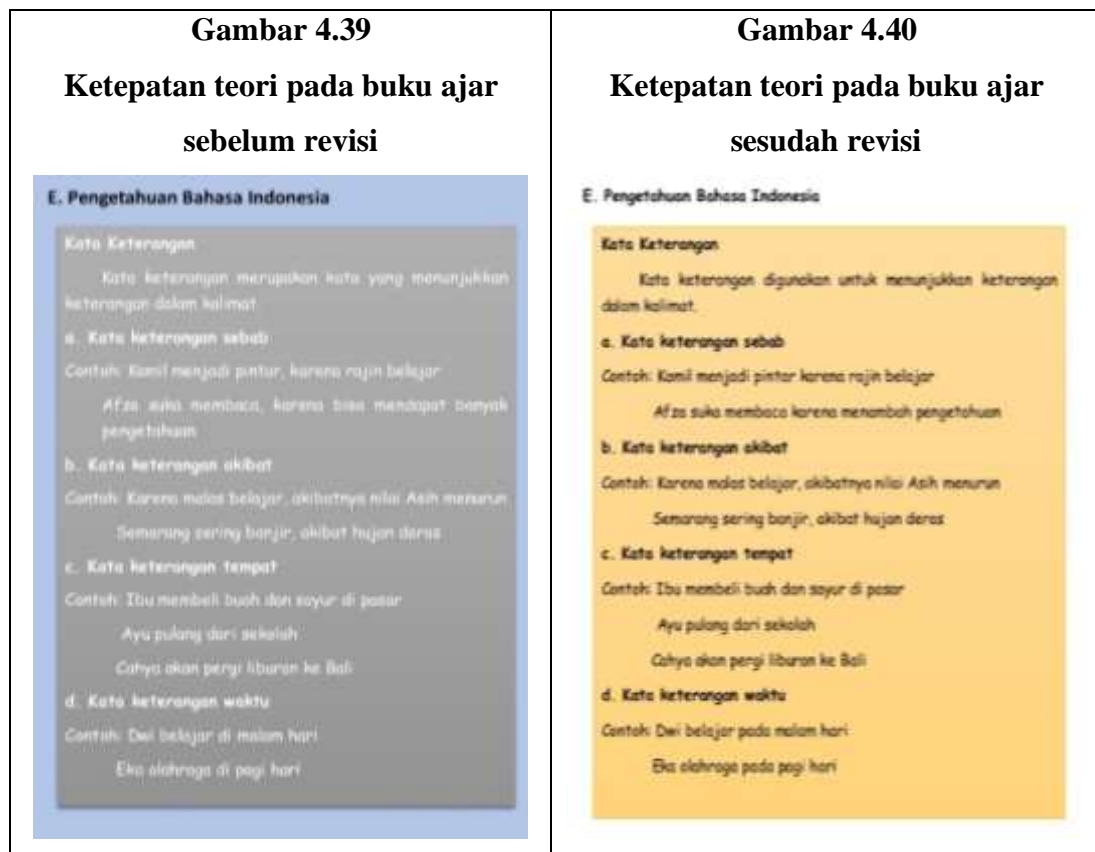 Gambar 4.39
Ketepatan teori pada buku ajar
sebelum revisi
E. Pengetahuan Bahasa Indonesia
Kata Keterangan
Kata keterangan merupakan kata yang menunjukkan
keterangan dalam kalimat
a. Kata keterangan sebab
Contoh: Kamil menjadi pintar, karena rajin belajar
Afza suka membaca, karena bisa mendapat banyak
pengetahuan
b. Kata keterangan akibat
Contoh: Karena malas belajar, akibatnya nilai Asih menurun
Semarang sering banjir, akibat hujan deras
c. Kata keterangan tempat
Contoh: Ibu membeli buah dan sayur di pasar
Ayu pulang dari sekolah
Cahya akan pergi liburan ke Bali
d. Kata keterangan waktu
Contoh: Dwi belajar di malam hari
Eka olahraga di pagi hari
Gambar 4.40
Ketepatan teori pada buku ajar
sesudah revisi
E. Pengetahuan Bahasa Indonesia
Kata Keterangan
Kata keterangan digunakan untuk menunjukkan keterangan
dalam kalimat.
a. Kata keterangan sebab
Contoh: Kamil menjadi pintar karena rajin belajar
Afza suka membaca karena menambah pengetahuan
b. Kata keterangan akibat
Contoh: Karena malas belajar, akibatnya nilai Asih menurun
Semarang sering banjir, akibat hujan deras
c. Kata keterangan tempat
Contoh: Ibu membeli buah dan sayur di pasar
Ayu pulang dari sekolah
Cahya akan pergi liburan ke Bali
d. Kata keterangan waktu
Contoh: Dwi belajar pada malam hari
Eka olahraga pada pagi hari